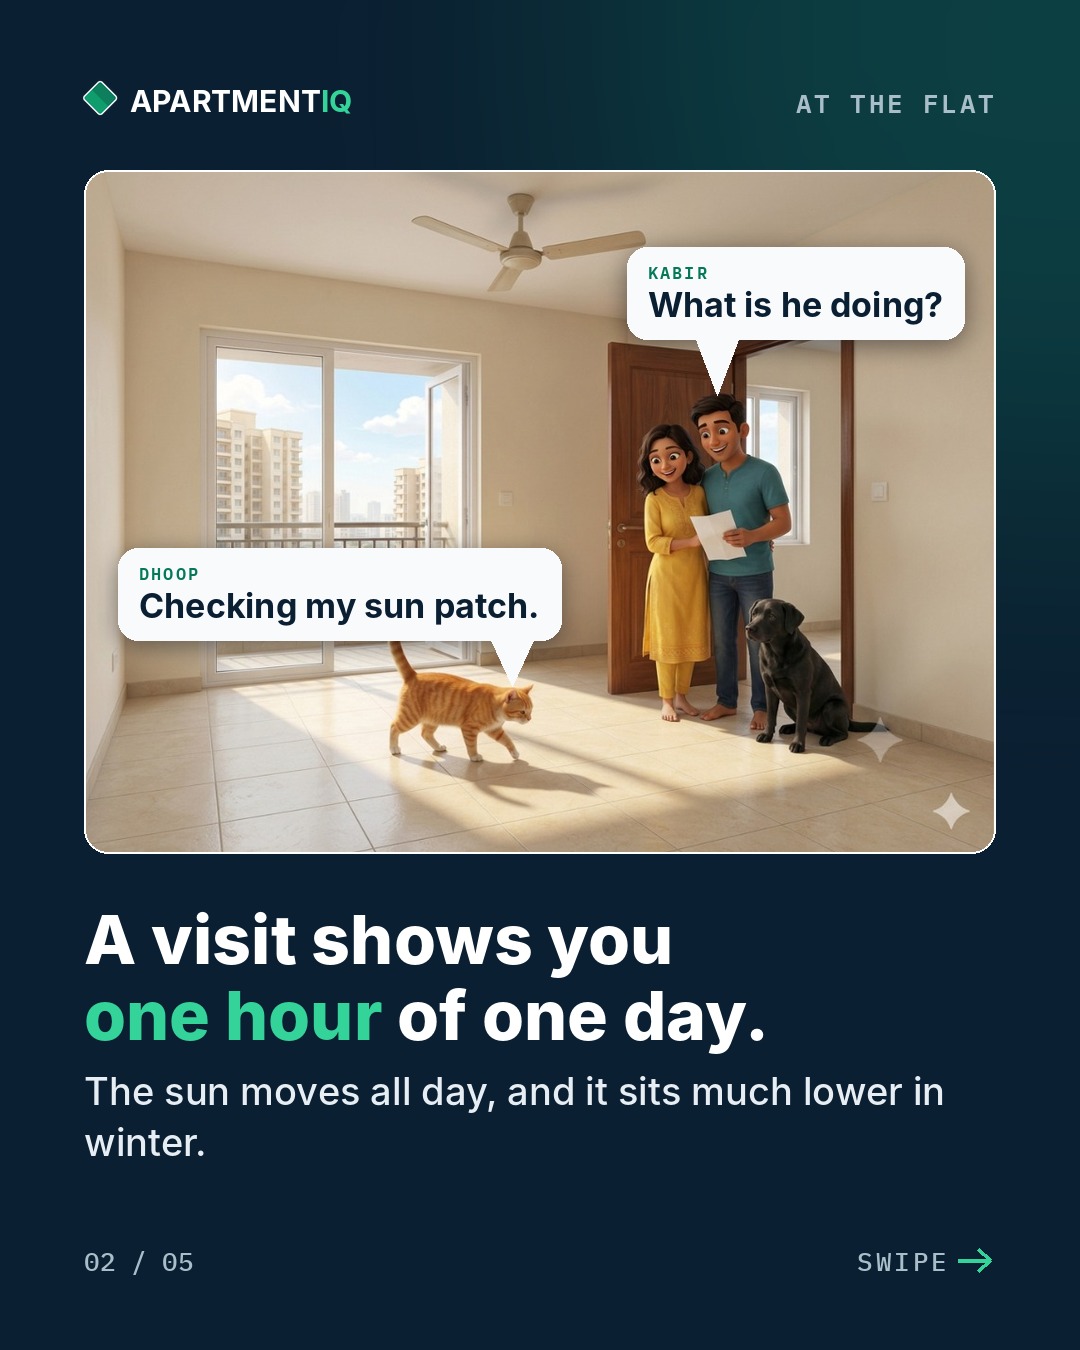 APARTMENTIQ
AT THE FLAT
KABIR
What is he doing?
DHOOP
Checking my sun patch.
A visit shows you
one hour of one day.
The sun moves all day, and it sits much lower in
winter.
02 / 05
SWIPE